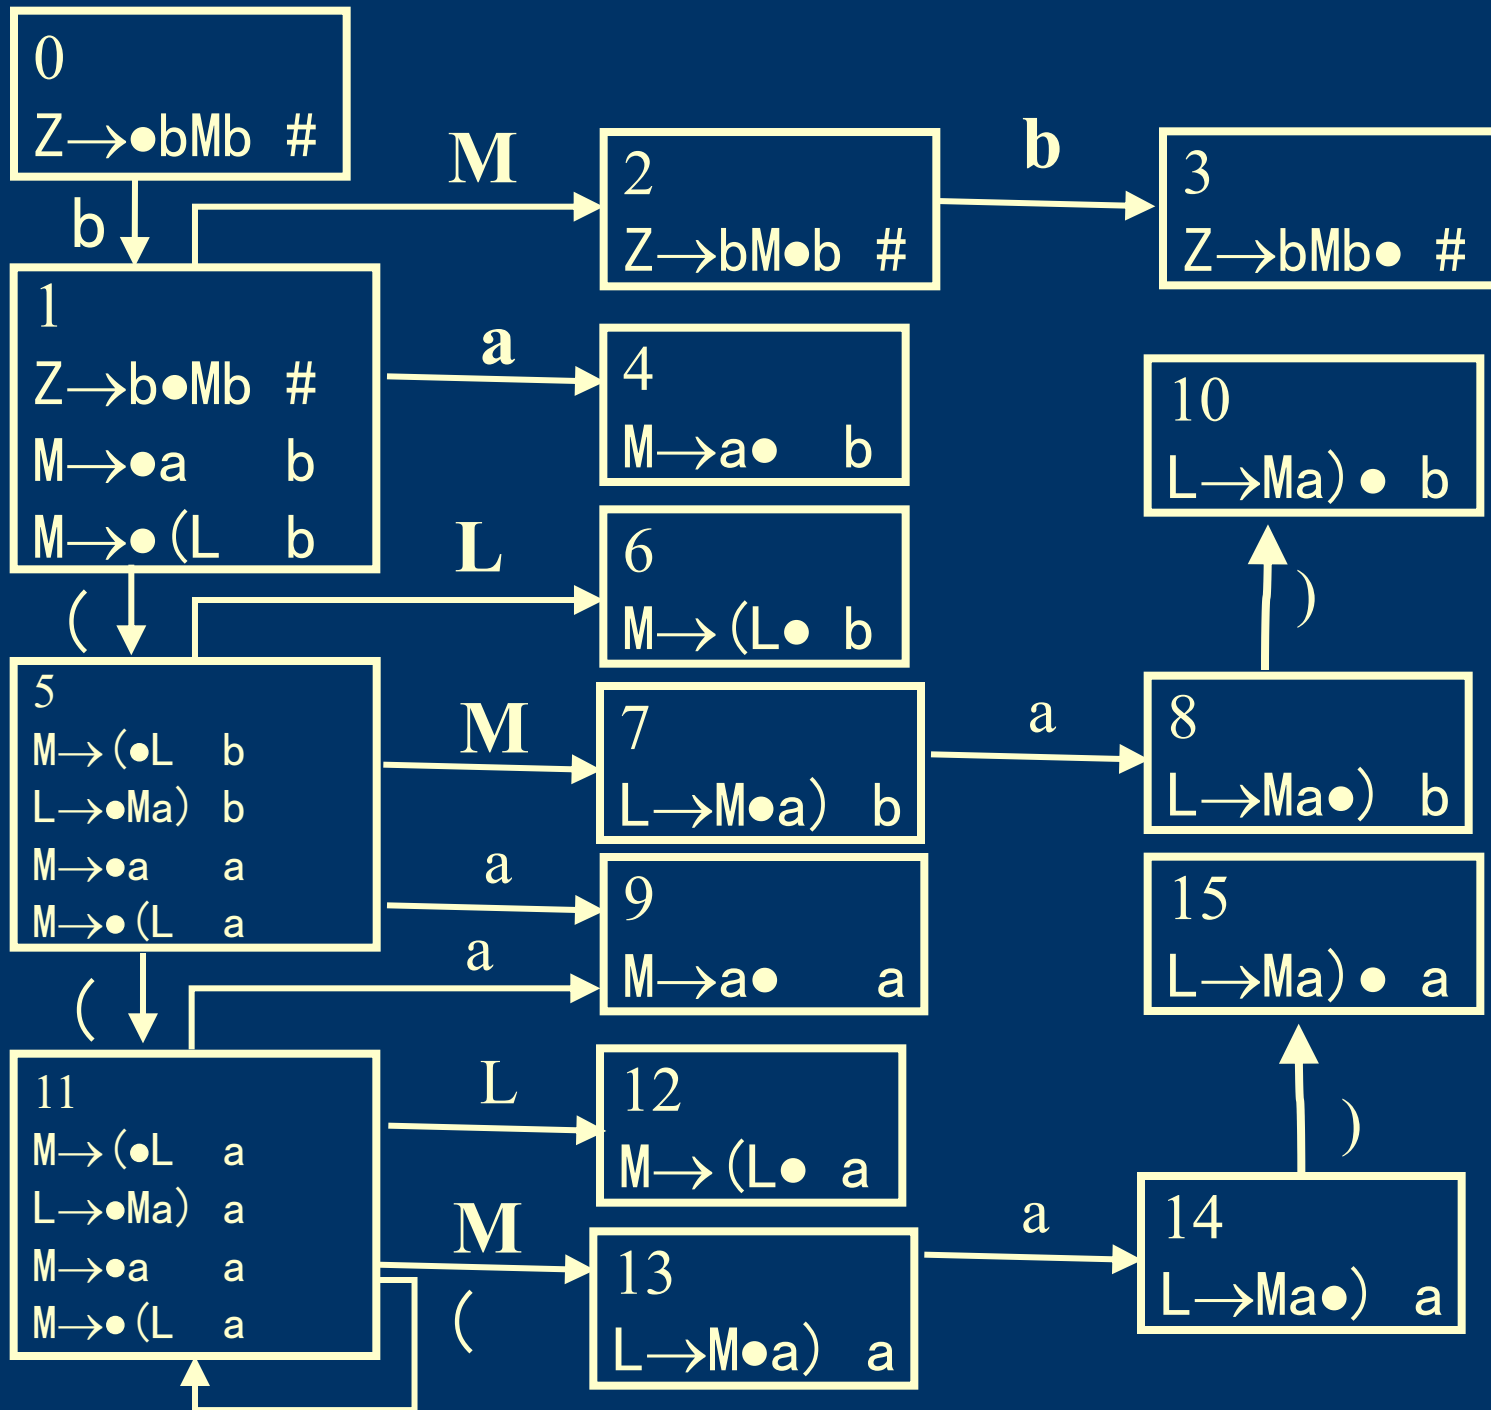 0
Z→●bMb #
b
M
2
Z→bM●b #
b
3
Z→bMb● #
1
Z→b●Mb #
M→●a b
M→●(L b
a
4
M→a● b
10
L→Ma)● b
(
L
6
M→(L● b
)
5
M→(●L b
L→●Ma) b
M→●a a
M→●(L a
M
7
L→M●a) b
a
8
L→Ma●) b
a
9
M→a● a
15
L→Ma)● a
(
a
11
M→(●L a
L→●Ma) a
M→●a a
M→●(L a
L
12
M→(L● a
)
M
(
13
L→M●a) a
a
14
L→Ma●) a